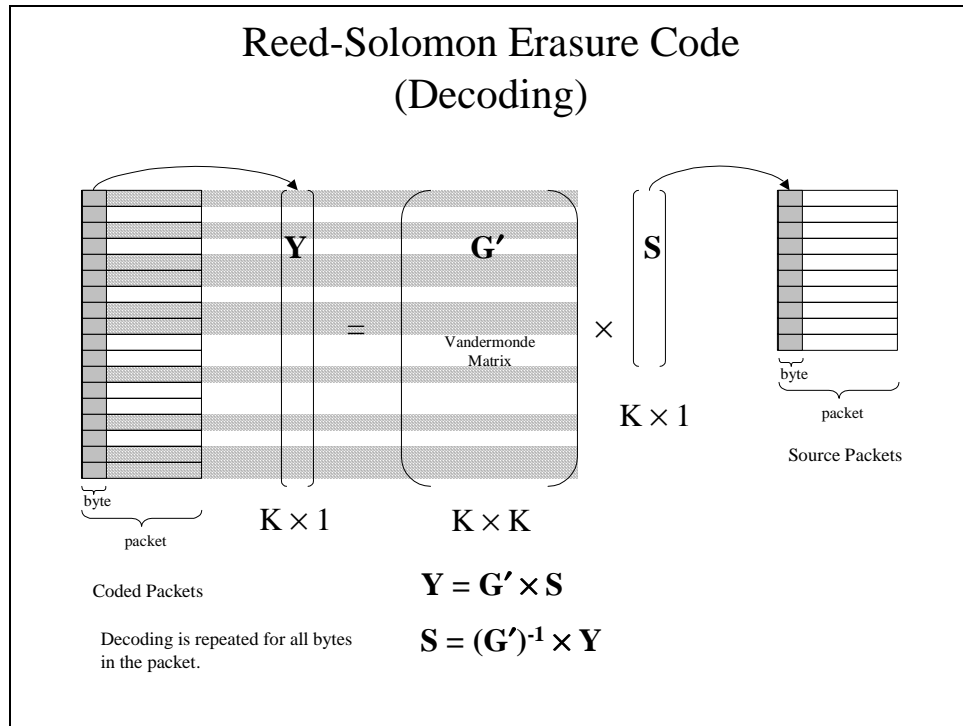 Reed-Solomon Erasure Code
(Decoding)
Y
G′
S
=
×
Vandermonde
Matrix
byte
packet
K × 1
Source Packets
byte
packet
K × 1
K × K
Coded Packets
Y = G′ × S
Decoding is repeated for all bytes
in the packet.
S = (G′)-1 × Y